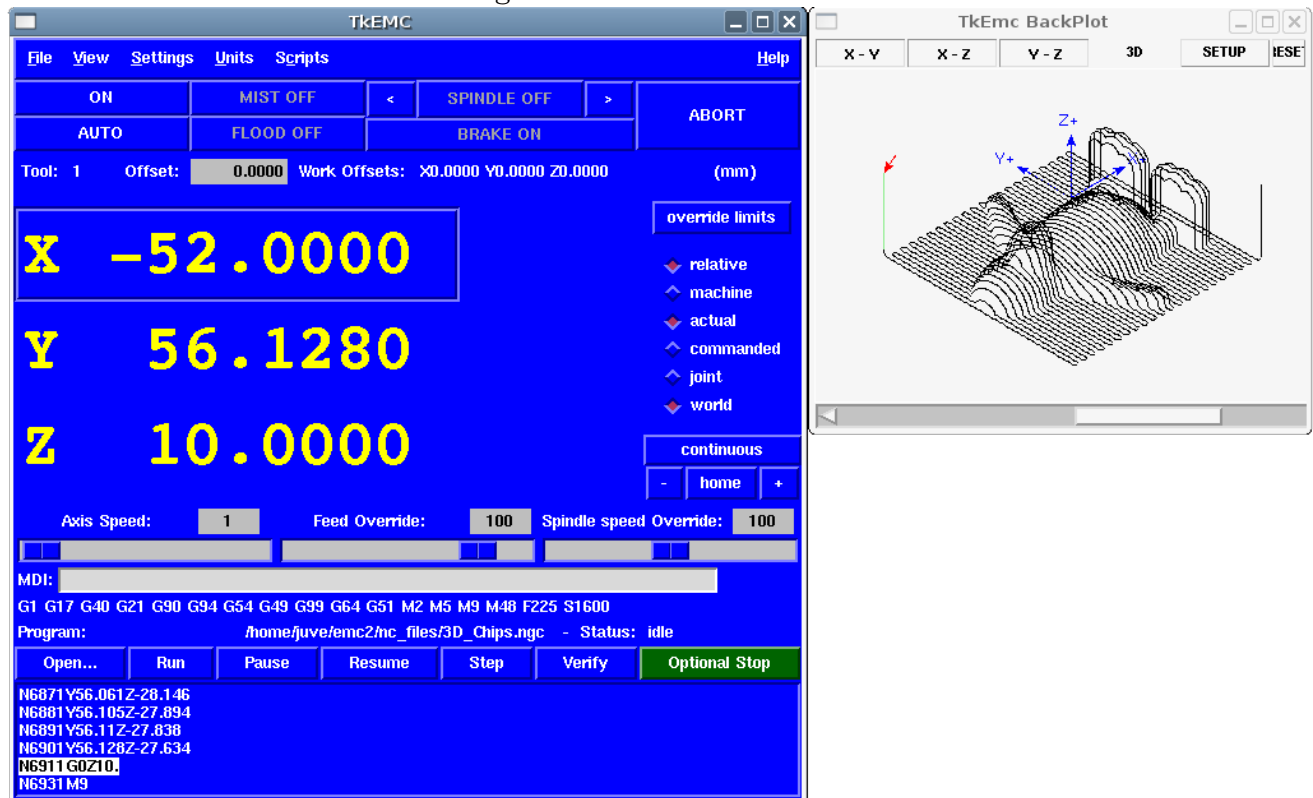 TkEMC
File View Settings Units Scripts Help
ON MIST OFF < SPINDLE OFF > ABORT
AUTO FLOOD OFF BRAKE ON
Tool: 1 Offset: 0.0000 Work Offsets: X0.0000 Y0.0000 Z0.0000 (mm)
override limits
X -52.0000
relative
machine
actual
Y 56.1280
commanded
joint
world
Z 10.0000
continuous
- home +
Axis Speed: 1 Feed Override: 100 Spindle speed Override: 100
MDI:
G1 G17 G40 G21 G90 G94 G54 G49 G99 G64 G51 M2 M5 M9 M48 F225 S1600
Program: /home/juve/emc2/nc_files/3D_Chips.ngc - Status: idle
Open... Run Pause Resume Step Verify Optional Stop
N6871Y56.061Z-28.146
N6881Y56.105Z-27.894
N6891Y56.11Z-27.838
N6901Y56.128Z-27.634
N6911G0Z10.
N6931M9
TkEmc BackPlot
X - Y X - Z Y - Z 3D SETUP
Z+
Y+ X+